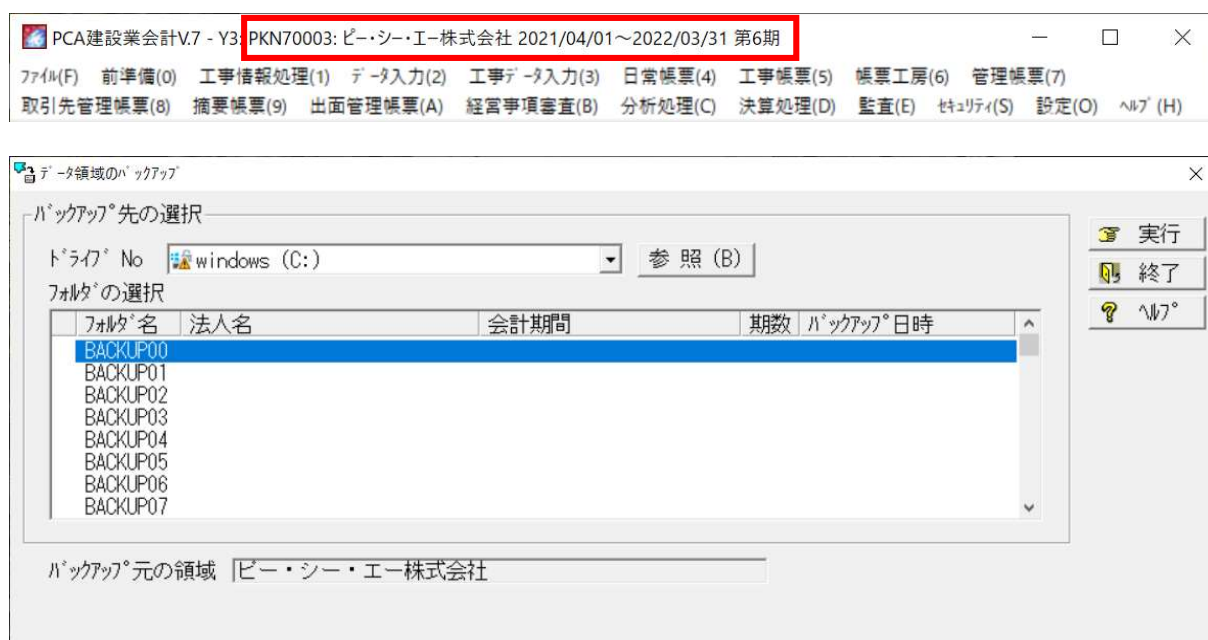 PCA建設業会計V.7 - Y3: PKN70003: ピー・シー・エー株式会社 2021/04/01～2022/03/31 第6期
ﾌｧｲﾙ(F) 前準備(0) 工事情報処理(1) ﾃﾞｰﾀ入力(2) 工事ﾃﾞｰﾀ入力(3) 日常帳票(4) 工事帳票(5) 帳票工房(6) 管理帳票(7)
取引先管理帳票(8) 摘要帳票(9) 出面管理帳票(A) 経営事項審査(B) 分析処理(C) 決算処理(D) 監査(E) ｾｷｭﾘﾃｨ(S) 設定(O) ﾍﾙﾌﾟ(H)
ﾃﾞｰﾀ領域のﾊﾞｯｸｱｯﾌﾟ
ﾊﾞｯｸｱｯﾌﾟ先の選択
ﾄﾞﾗｲﾌﾞ No windows (C:) 参照(B)
実行
終了
ﾍﾙﾌﾟ
ﾌｫﾙﾀﾞの選択
ﾌｫﾙﾀﾞ名 法人名 会計期間 期数 ﾊﾞｯｸｱｯﾌﾟ日時
BACKUP00
BACKUP01
BACKUP02
BACKUP03
BACKUP04
BACKUP05
BACKUP06
BACKUP07
ﾊﾞｯｸｱｯﾌﾟ元の領域 ピー・シー・エー株式会社